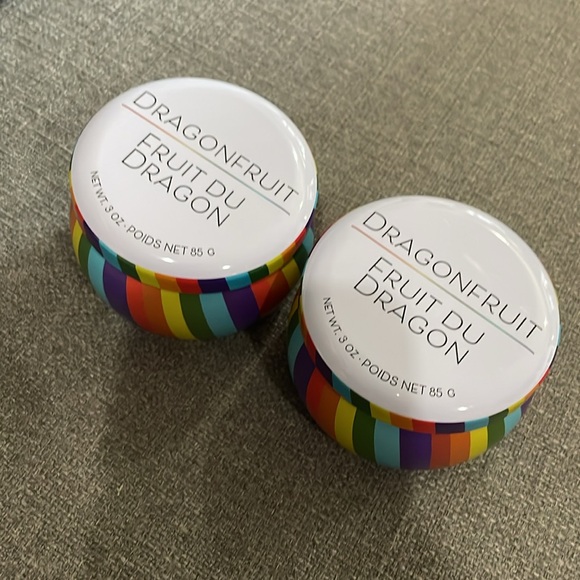 DRAGONFRUIT
FRUIT DU
DRAGON
NET WT. 3 OZ · POIDS NET 85 G
DRAGONFRUIT
FRUIT DU
DRAGON
NET WT. 3 OZ · POIDS NET 85 G